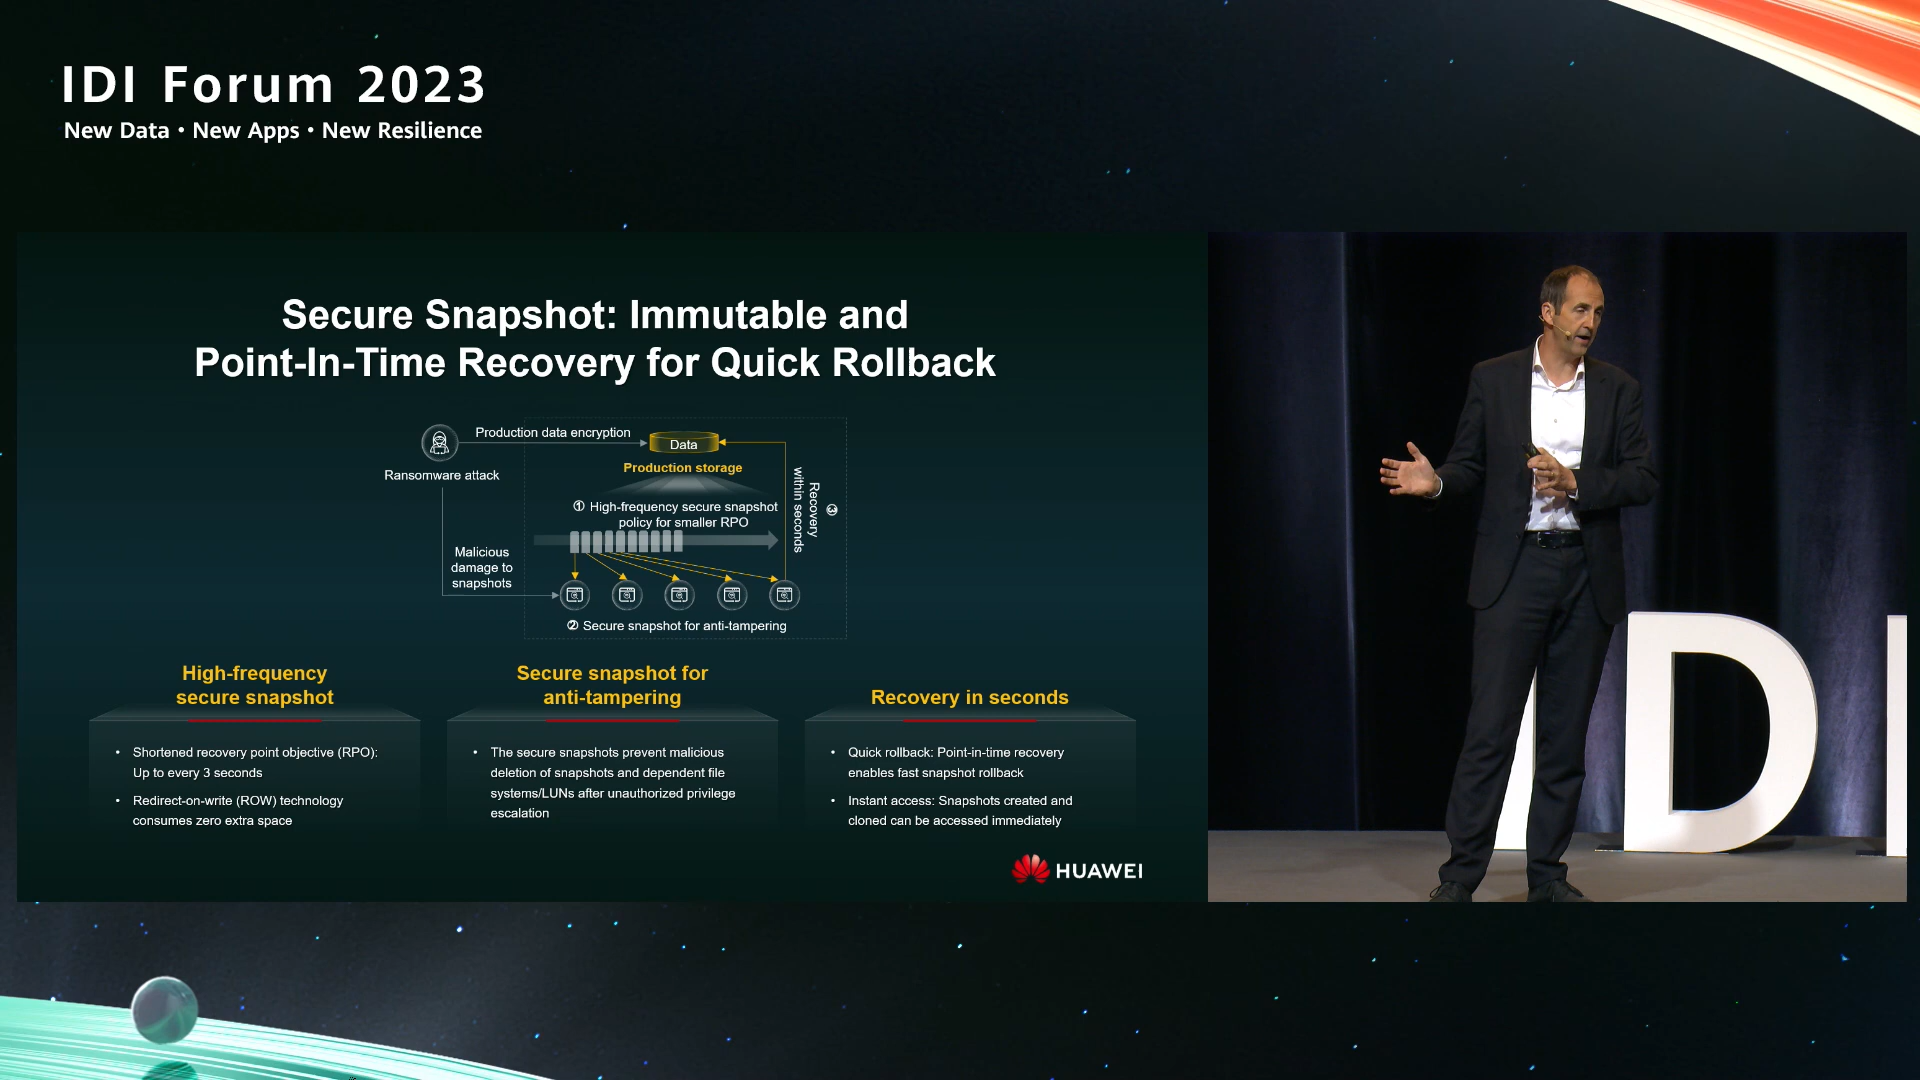 IDI Forum 2023
New Data • New Apps • New Resilience
Secure Snapshot: Immutable and
Point-In-Time Recovery for Quick Rollback
Production data encryption
Data
Ransomware attack
Production storage
① High-frequency secure snapshot
policy for smaller RPO
③
Recovery
within seconds
Malicious
damage to
snapshots
② Secure snapshot for anti-tampering
High-frequency
secure snapshot
• Shortened recovery point objective (RPO):
Up to every 3 seconds
• Redirect-on-write (ROW) technology
consumes zero extra space
Secure snapshot for
anti-tampering
• The secure snapshots prevent malicious
deletion of snapshots and dependent file
systems/LUNs after unauthorized privilege
escalation
Recovery in seconds
• Quick rollback: Point-in-time recovery
enables fast snapshot rollback
• Instant access: Snapshots created and
cloned can be accessed immediately
HUAWEI
ID